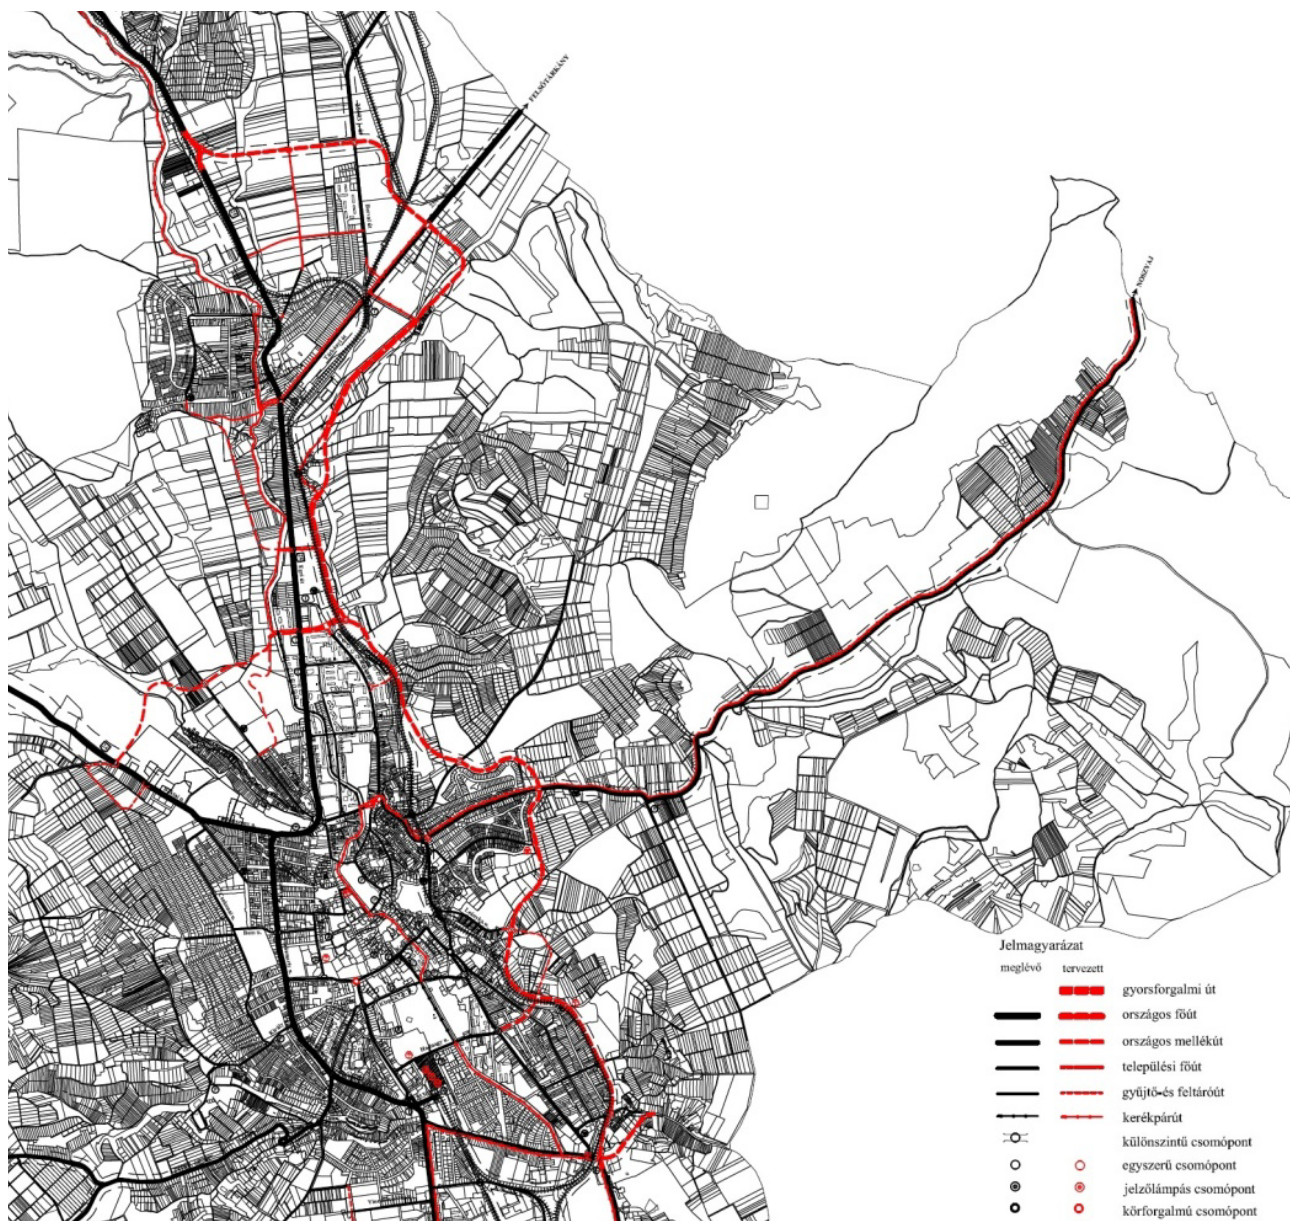 FELSŐTÁRKÁNY
NOSZVAJ
Jelmagyarázat
meglévő tervezett
gyorsforgalmi út
országos főút
országos mellékút
települési főút
gyűjtő-és feltáróút
kerékpárút
különszintű csomópont
egyszerű csomópont
jelzőlámpás csomópont
körforgalmú csomópont